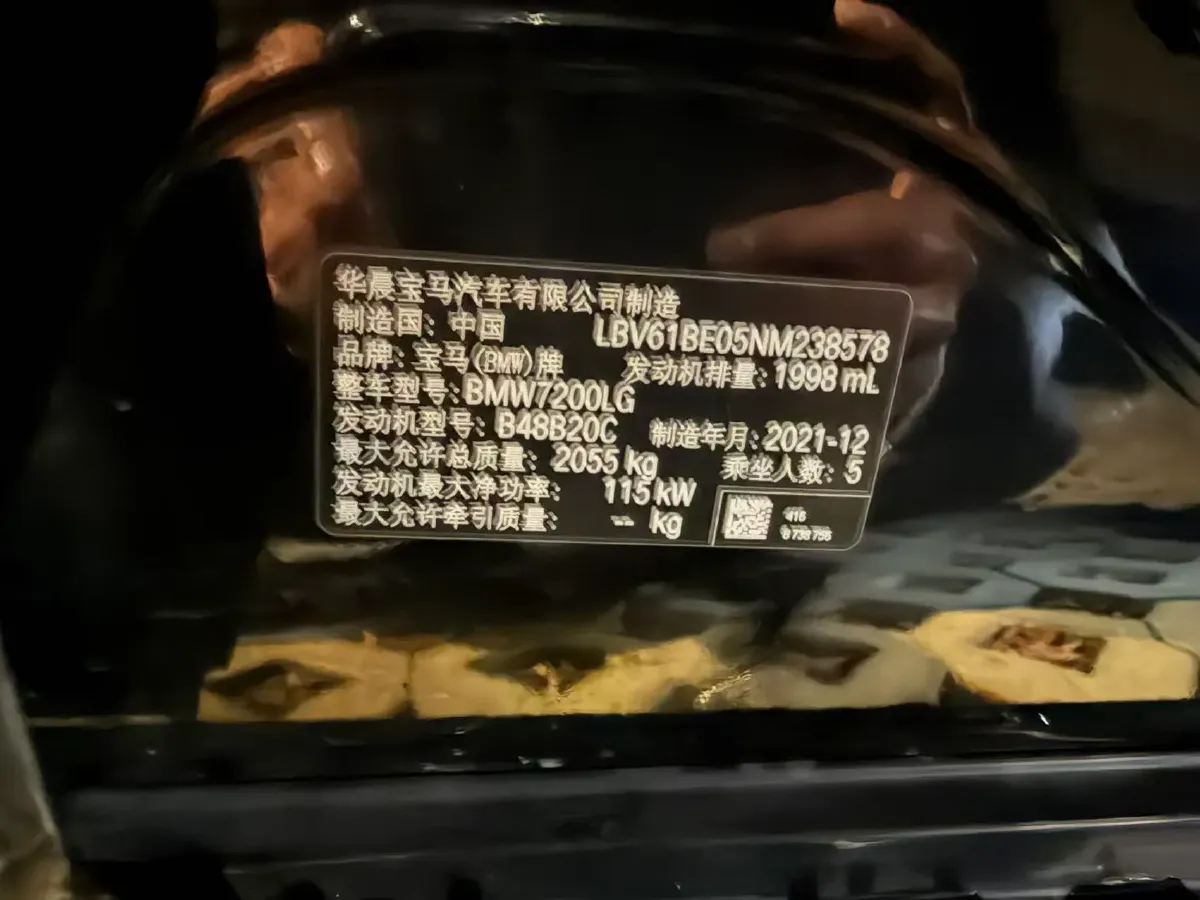 华晨宝马汽车有限公司制造
制造国：中国 LBV61BE05NM238578
品牌：宝马(BMW)牌 发动机排量：1998 mL
整车型号：BMW7200LG
发动机型号：B48B20C 制造年月：2021-12
最大允许总质量：2055 kg 乘坐人数：5
发动机最大净功率：115 kW
最大允许牵引质量：-- kg
416
8 738 756